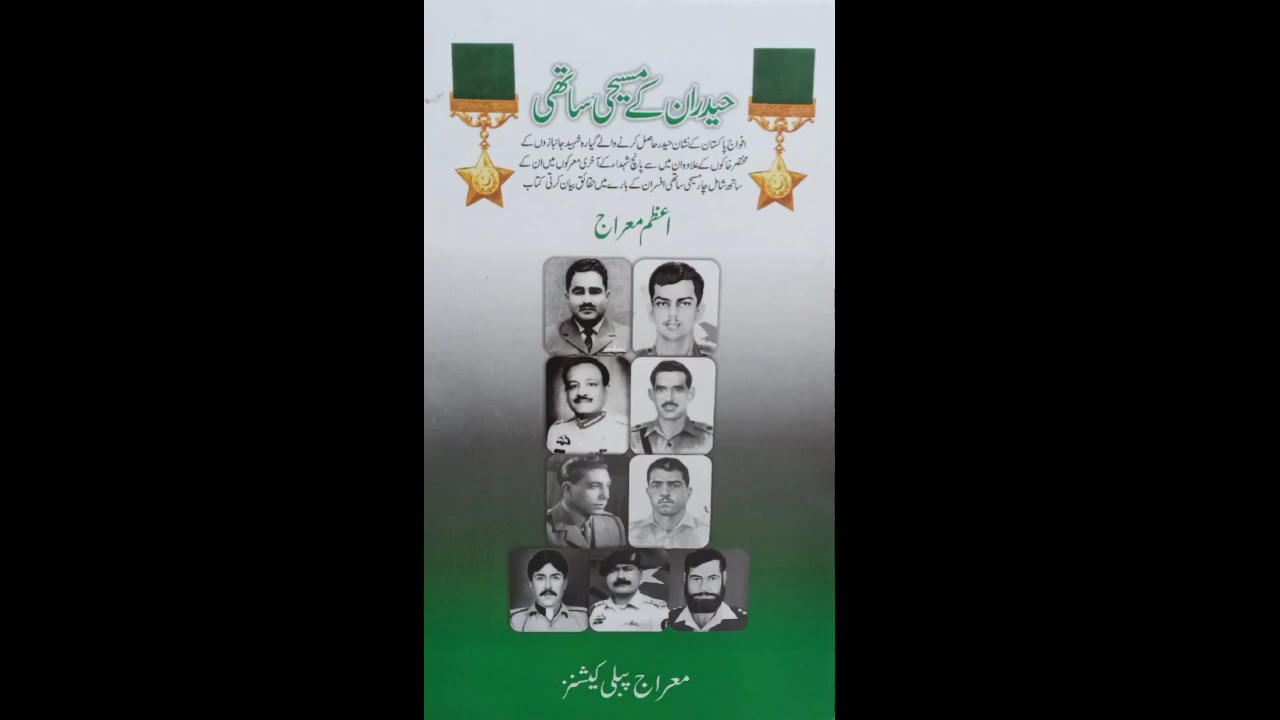 حیدران کے مسیحی ساتھی
افواج پاکستان کے نشان حیدر حاصل کرنے والے گیارہ شہید جانبازوں کے
مختصر خاکوں کے علاوہ ان میں سے پانچ شہداء کے آخری معرکوں میں ان کے
ساتھ شامل چار مسیحی ساتھی افسران کے بارے میں حقائق بیان کرتی کتاب
اعظم معراج
معراج پبلی کیشنز